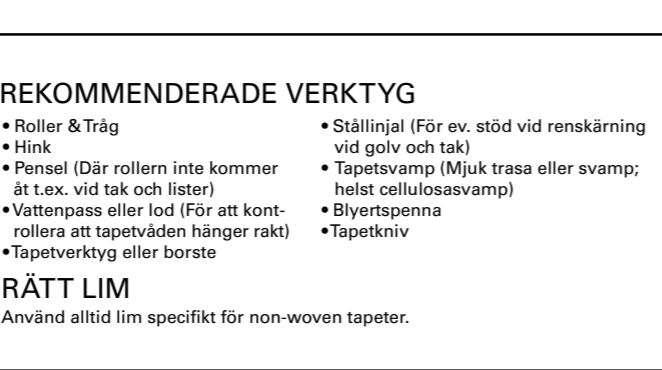 REKOMMENDERADE VERKTYG
• Roller & Tråg
• Hink
• Pensel (Där rollern inte kommer
åt t.ex. vid tak och lister)
• Vattenpass eller lod (För att kont-
rollera att tapetvåden hänger rakt)
• Tapetverktyg eller borste
• Stållinjal (För ev. stöd vid renskärning
vid golv och tak)
• Tapetsvamp (Mjuk trasa eller svamp;
helst cellulosasvamp)
• Blyertspenna
• Tapetkniv
RÄTT LIM
Använd alltid lim specifikt för non-woven tapeter.